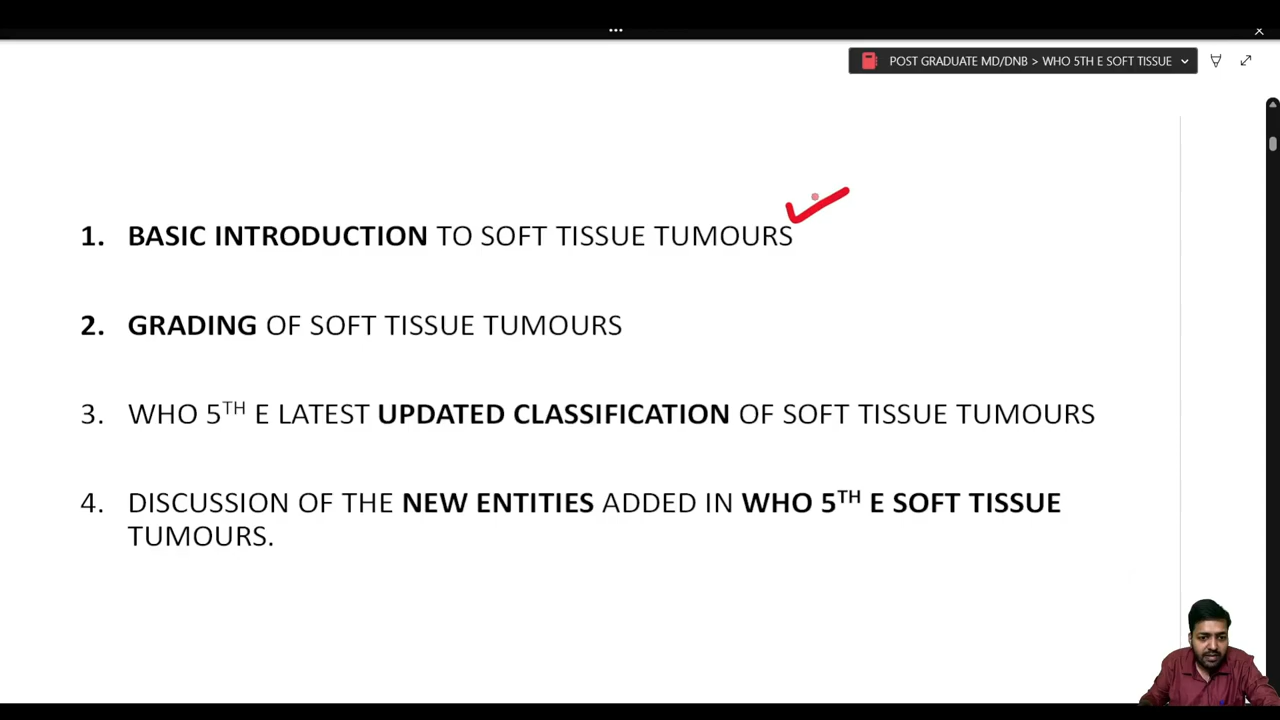 POST GRADUATE MD/DNB > WHO 5TH E SOFT TISSUE
1. BASIC INTRODUCTION TO SOFT TISSUE TUMOURS
2. GRADING OF SOFT TISSUE TUMOURS
3. WHO 5TH E LATEST UPDATED CLASSIFICATION OF SOFT TISSUE TUMOURS
4. DISCUSSION OF THE NEW ENTITIES ADDED IN WHO 5TH E SOFT TISSUE
TUMOURS.